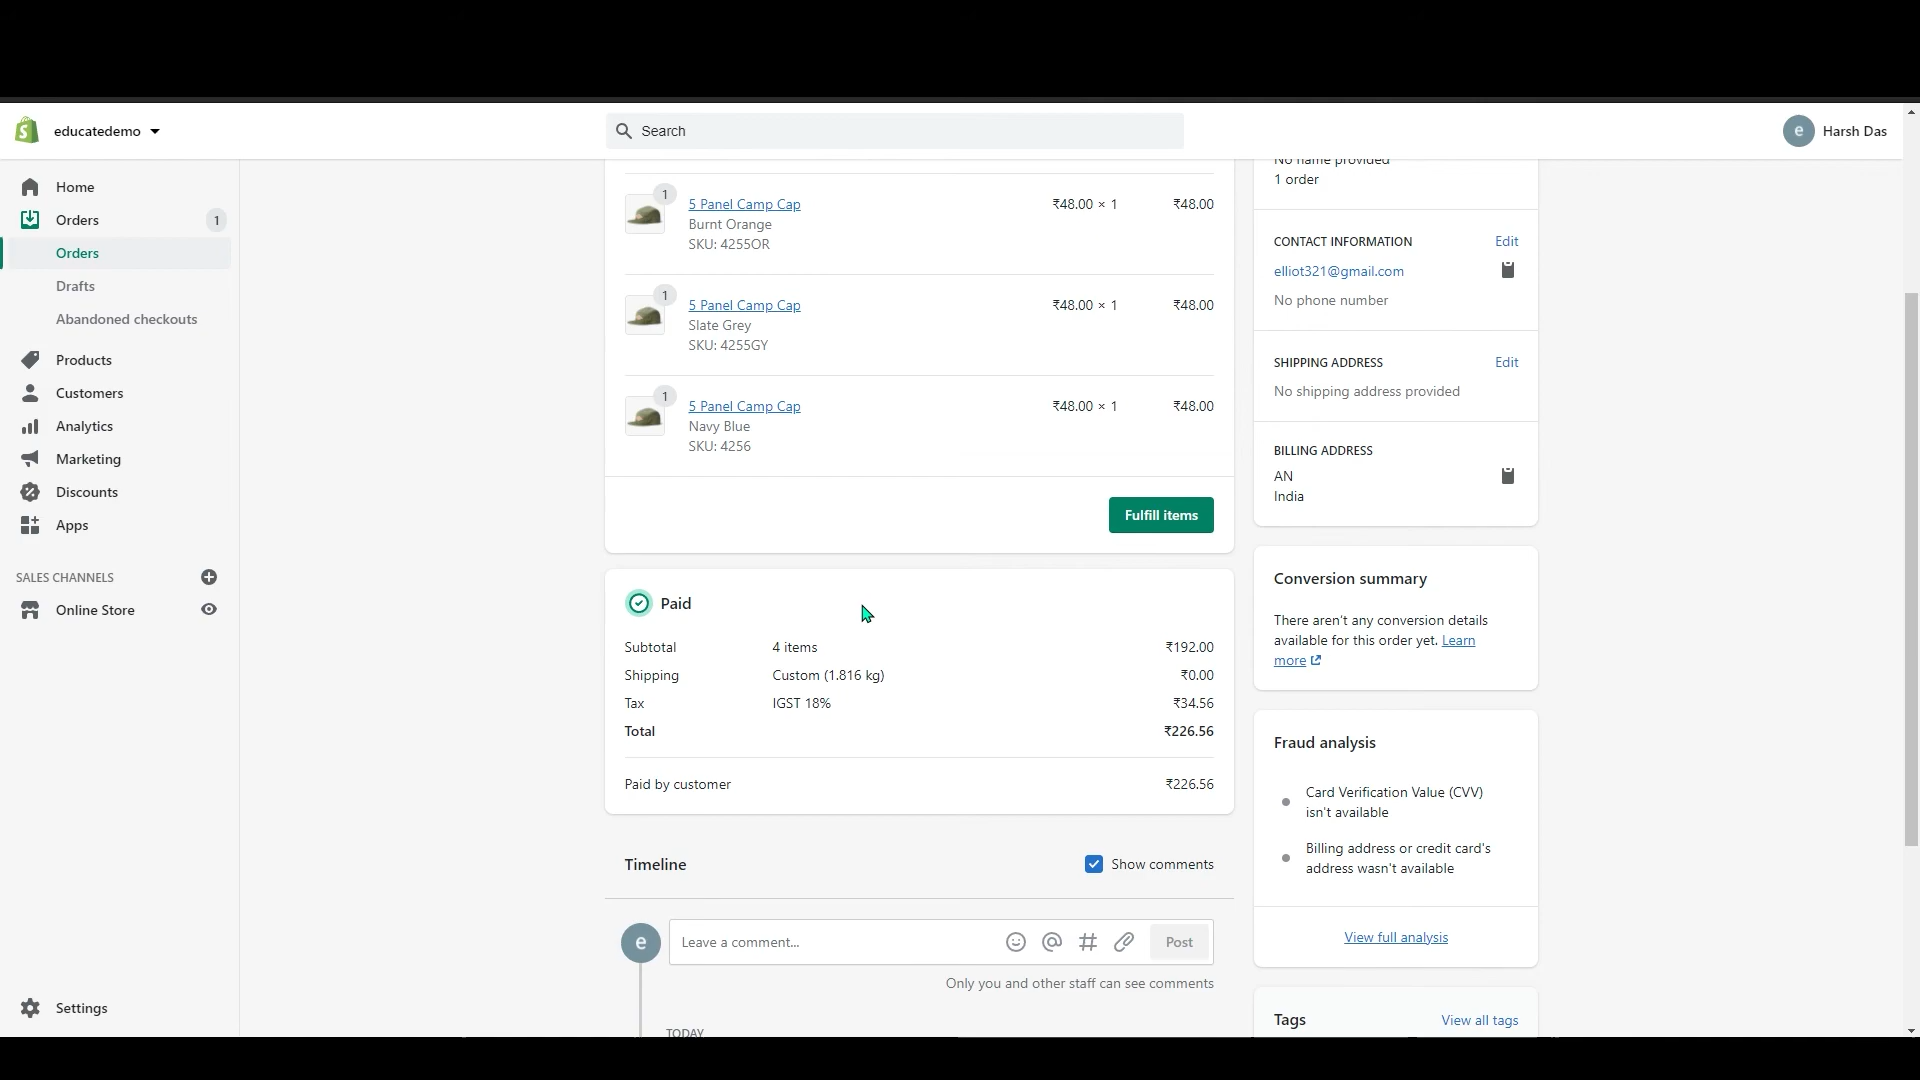 educatedemo
Search
e
Harsh Das
Home
Orders
1
Orders
Drafts
Abandoned checkouts
Products
Customers
Analytics
Marketing
Discounts
Apps
SALES CHANNELS
Online Store
Settings
1
5 Panel Camp Cap
₹48.00 × 1
₹48.00
Burnt Orange
SKU: 4255OR
1
5 Panel Camp Cap
₹48.00 × 1
₹48.00
Slate Grey
SKU: 4255GY
1
5 Panel Camp Cap
₹48.00 × 1
₹48.00
Navy Blue
SKU: 4256
Fulfill items
Paid
Subtotal
4 items
₹192.00
Shipping
Custom (1.816 kg)
₹0.00
Tax
IGST 18%
₹34.56
Total
₹226.56
Paid by customer
₹226.56
Timeline
Show comments
e
Leave a comment...
Post
Only you and other staff can see comments
TODAY
No name provided
1 order
CONTACT INFORMATION
Edit
elliot321@gmail.com
No phone number
SHIPPING ADDRESS
Edit
No shipping address provided
BILLING ADDRESS
AN
India
Conversion summary
There aren't any conversion details
available for this order yet. Learn
more
Fraud analysis
Card Verification Value (CVV)
isn't available
Billing address or credit card's
address wasn't available
View full analysis
Tags
View all tags